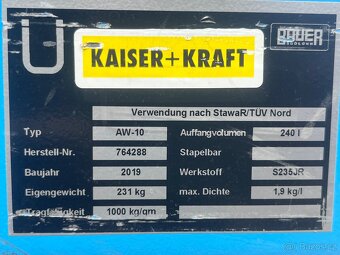 Ü
KAISER+KRAFT
BAUER
SÜDLOHN
Verwendung nach StawaR/TÜV Nord
Typ AW-10 Auffangvolumen 240 l
Herstell-Nr. 764288 Stapelbar
Baujahr 2019 Werkstoff S235JR
Eigengewicht 231 kg max. Dichte 1,9 kg/l
Tragfähigkeit 1000 kg/qm